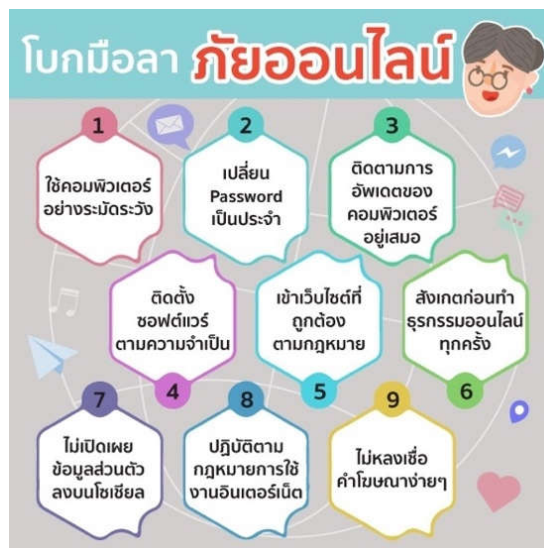 โบกมือลา ภัยออนไลน์
1
ใช้คอมพิวเตอร์
อย่างระมัดระวัง
2
เปลี่ยน
Password
เป็นประจำ
3
ติดตามการ
อัพเดตของ
คอมพิวเตอร์
อยู่เสมอ
ติดตั้ง
ซอฟต์แวร์
ตามความจำเป็น
4
เข้าเว็บไซต์ที่
ถูกต้อง
ตามกฎหมาย
5
สังเกตก่อนทำ
ธุรกรรมออนไลน์
ทุกครั้ง
6
7
ไม่เปิดเผย
ข้อมูลส่วนตัว
ลงบนโซเชียล
8
ปฏิบัติตาม
กฎหมายการใช้
งานอินเตอร์เน็ต
9
ไม่หลงเชื่อ
คำโฆษณาง่ายๆ